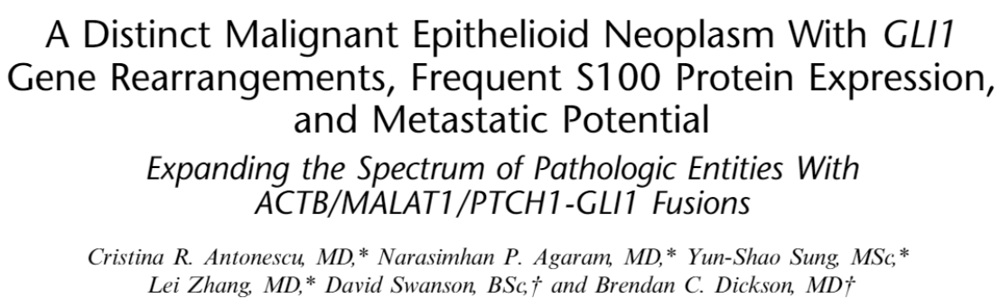 A Distinct Malignant Epithelioid Neoplasm With GLI1
Gene Rearrangements, Frequent S100 Protein Expression,
and Metastatic Potential
Expanding the Spectrum of Pathologic Entities With
ACTB/MALAT1/PTCH1-GLI1 Fusions
Cristina R. Antonescu, MD,* Narasimhan P. Agaram, MD,* Yun-Shao Sung, MSc,*
Lei Zhang, MD,* David Swanson, BSc,† and Brendan C. Dickson, MD†